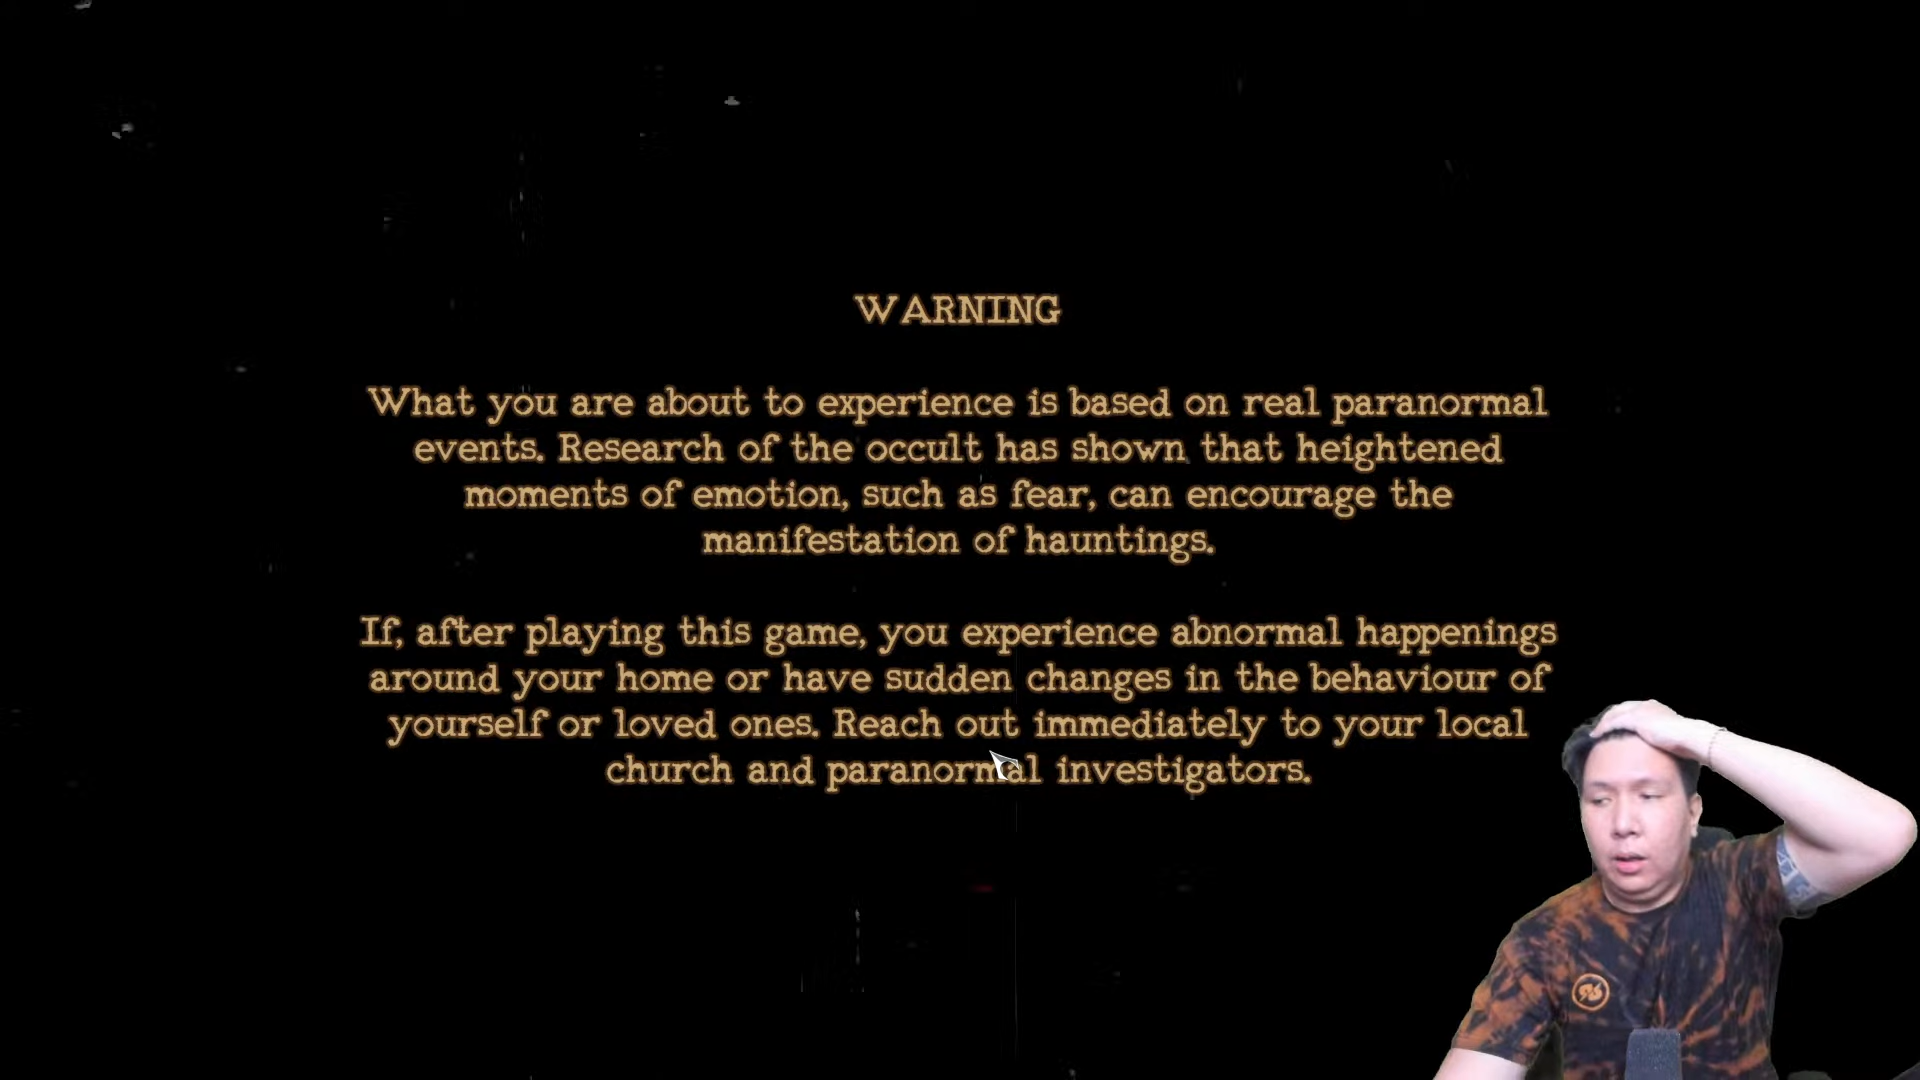 WARNING
What you are about to experience is based on real paranormal
events. Research of the occult has shown that heightened
moments of emotion, such as fear, can encourage the
manifestation of hauntings.
If, after playing this game, you experience abnormal happenings
around your home or have sudden changes in the behaviour of
yourself or loved ones. Reach out immediately to your local
church and paranormal investigators.